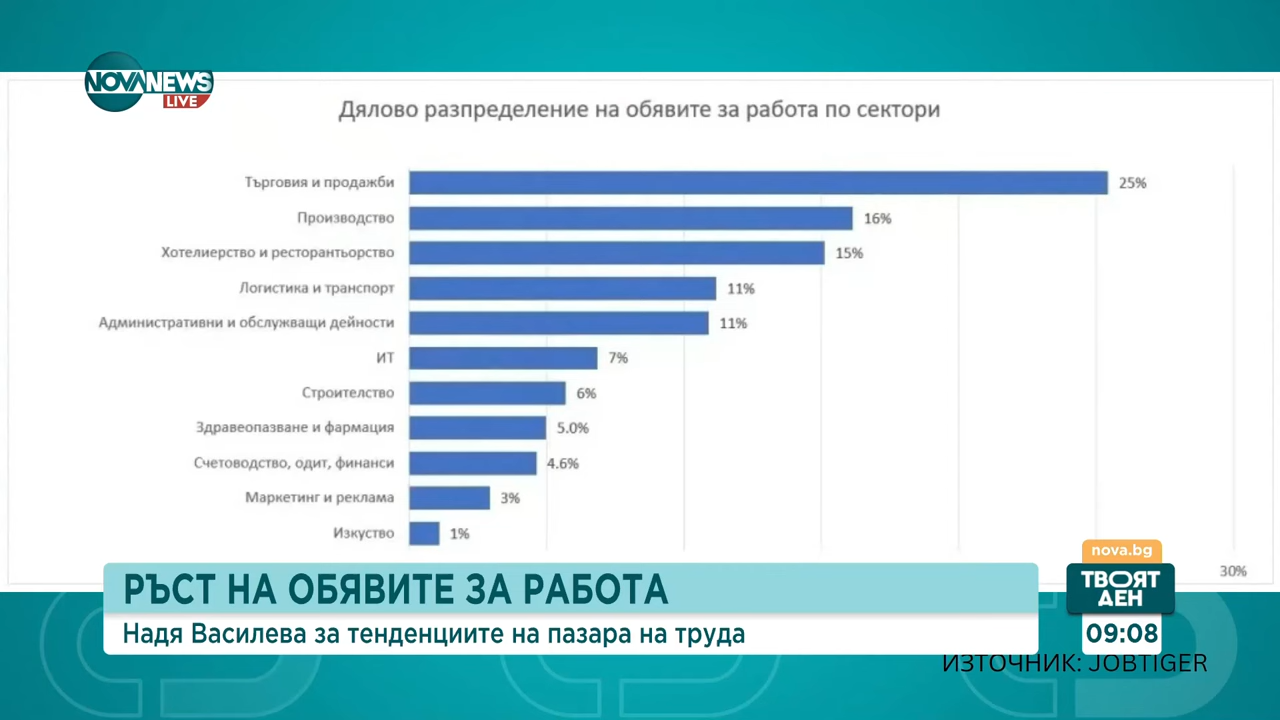 NOVANEWS
LIVE
Дялово разпределение на обявите за работа по сектори
Търговия и продажби 25%
Производство 16%
Хотелиерство и ресторантьорство 15%
Логистика и транспорт 11%
Административни и обслужващи дейности 11%
ИТ 7%
Строителство 6%
Здравеопазване и фармация 5.0%
Счетоводство, одит, финанси 4.6%
Маркетинг и реклама 3%
Изкуство 1%
30%
nova.bg
ТВОЯТ
ДЕН
09:08
РЪСТ НА ОБЯВИТЕ ЗА РАБОТА
Надя Василева за тенденциите на пазара на труда
ИЗТОЧНИК: JOBTIGER